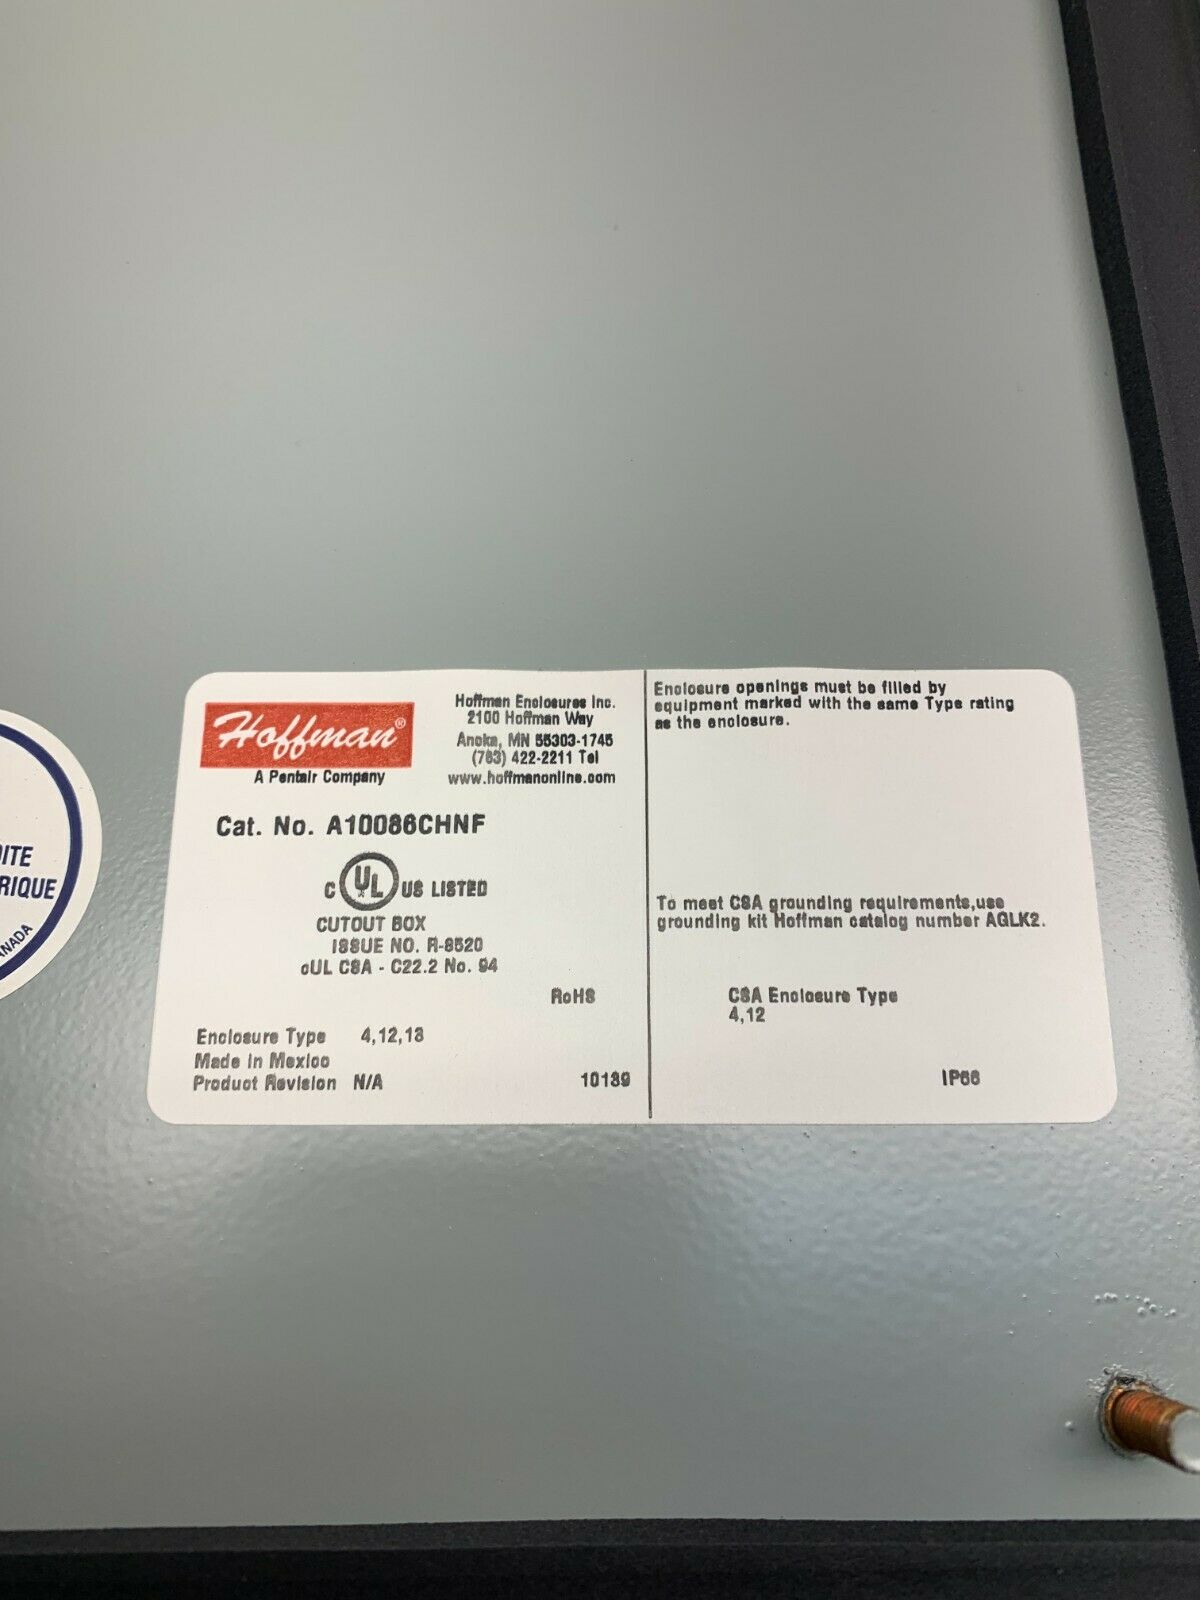 Hoffman®
A Pentair Company
Hoffman Enclosures Inc.
2100 Hoffman Way
Anoka, MN 55303-1745
(763) 422-2211 Tel
www.hoffmanonline.com
Cat. No. A10086CHNF
C UL US LISTED
CUTOUT BOX
ISSUE NO. R-8520
cUL CSA - C22.2 No. 94
RoHS
Enclosure Type 4,12,13
Made in Mexico
Product Revision N/A
10139
Enclosure openings must be filled by
equipment marked with the same Type rating
as the enclosure.
To meet CSA grounding requirements,use
grounding kit Hoffman catalog number AGLK2.
CSA Enclosure Type
4,12
IP66
OITE
RIQUE
ANADA